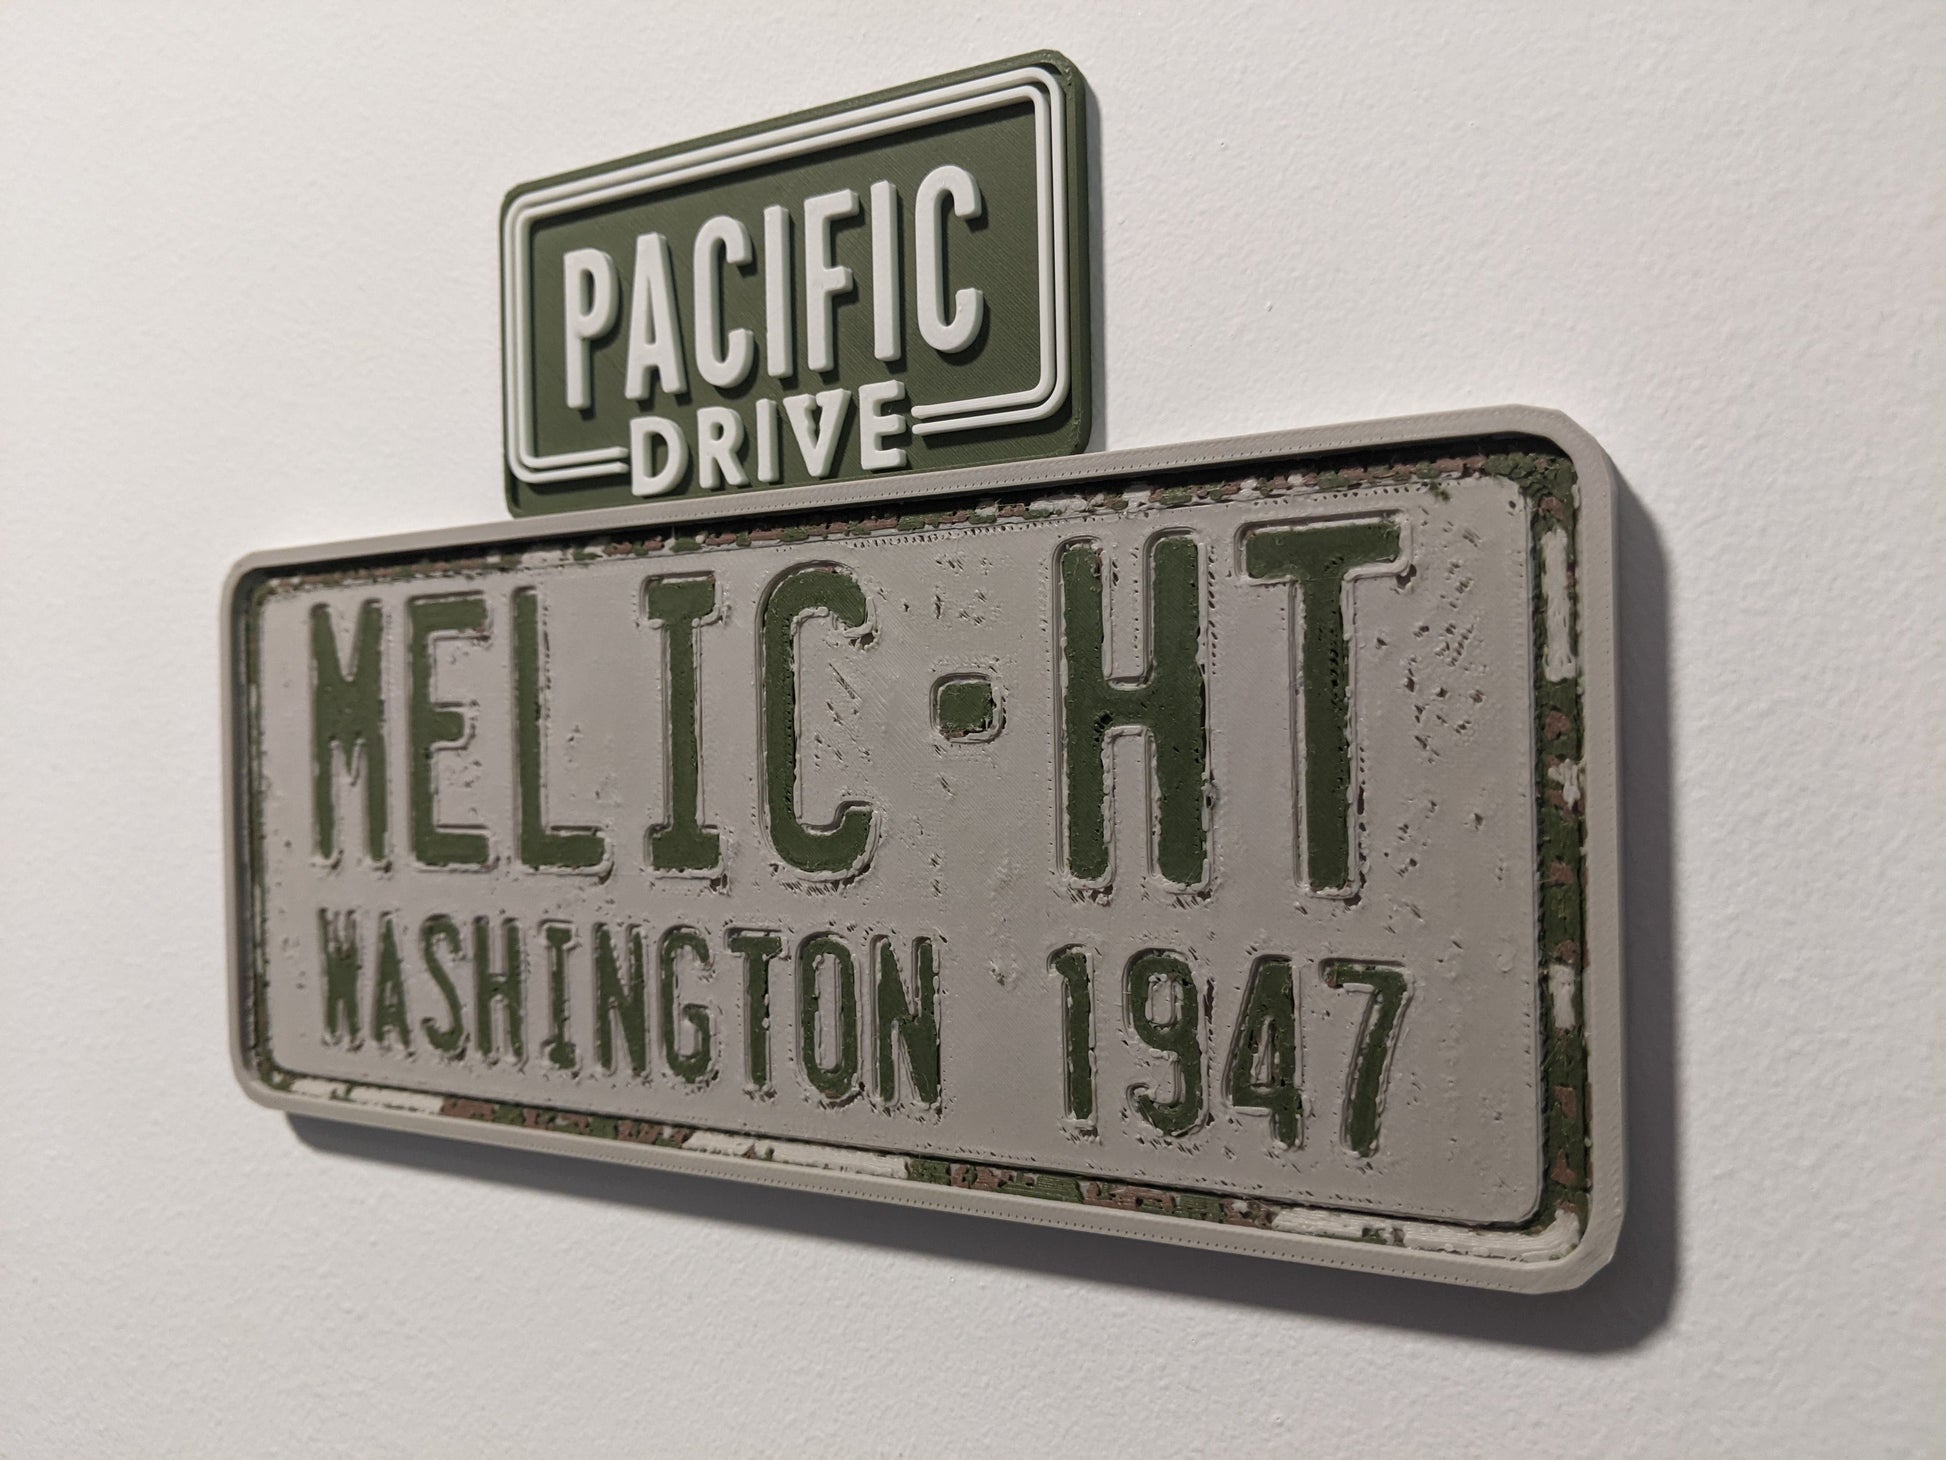 PACIFIC
DRIVE
MELIC·HT
WASHINGTON 1947